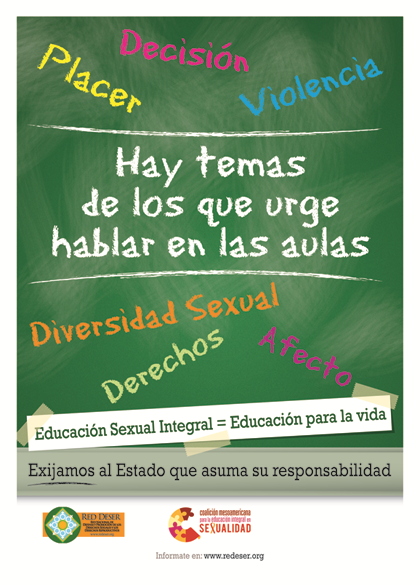 Placer
Decisión
Violencia
Hay temas
de los que urge
hablar en las aulas
Diversidad Sexual
Derechos
Afecto
Educación Sexual Integral = Educación para la vida
Exijamos al Estado que asuma su responsabilidad
RED DESER
coalición mesoamericana
para la educación integral en
SEXUALIDAD
Informate en: www.redeser.org